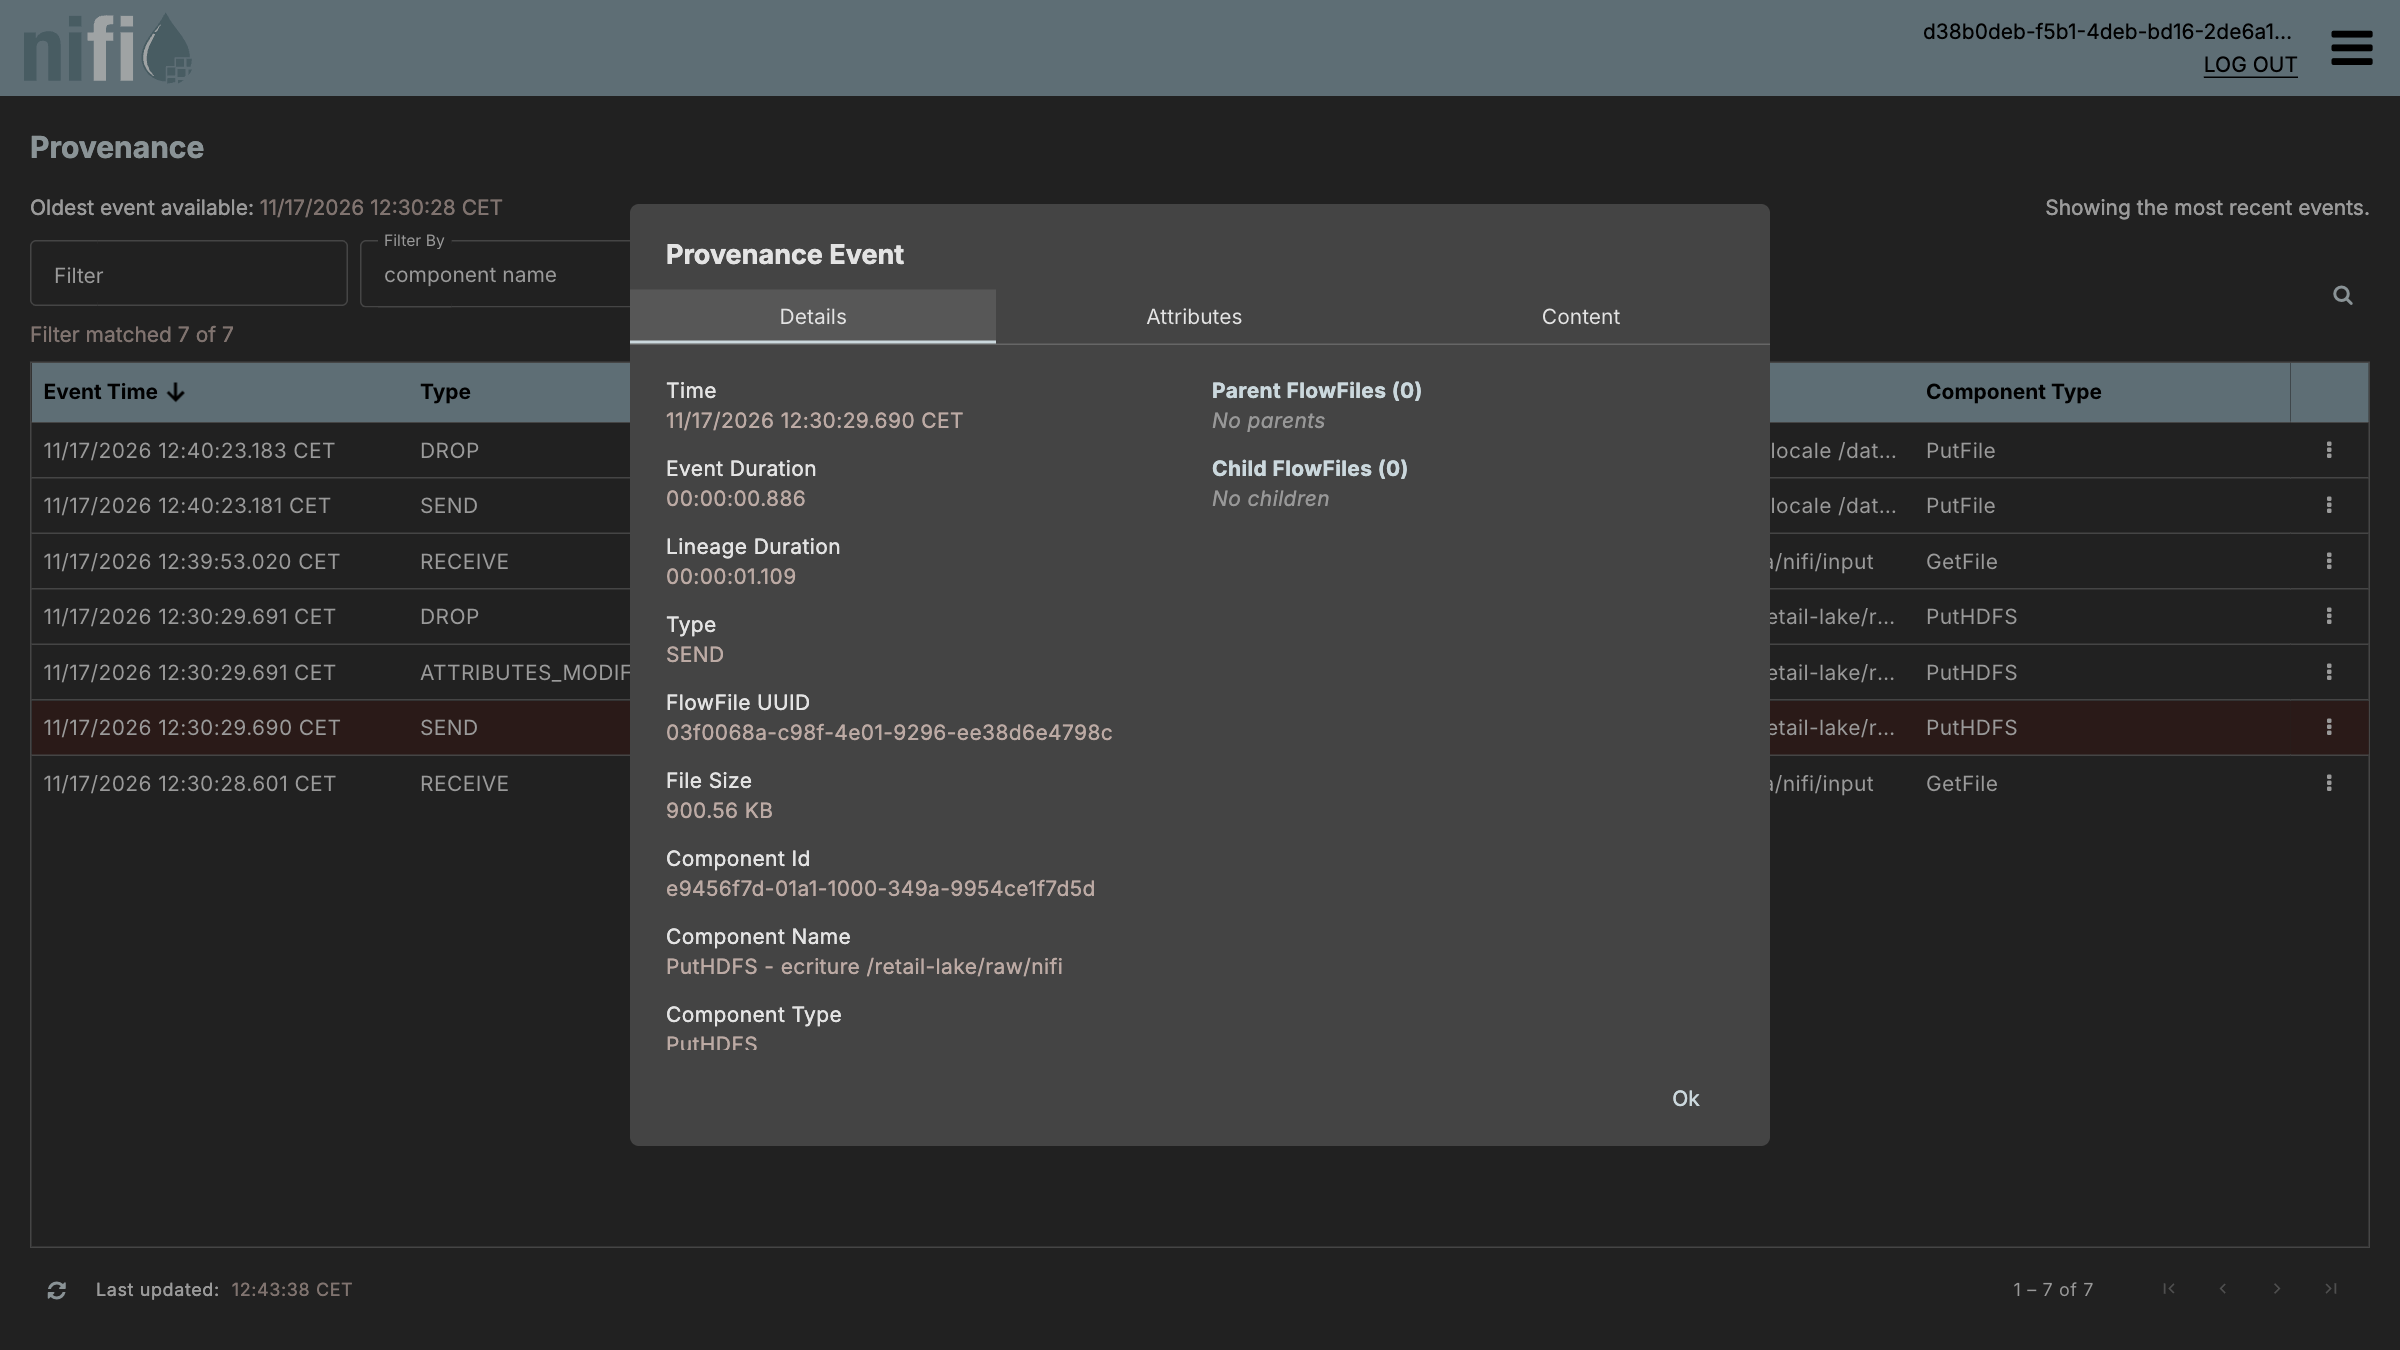 nifi
d38b0deb-f5b1-4deb-bd16-2de6a1...
LOG OUT
Provenance
Oldest event available: 11/17/2026 12:30:28 CET
Showing the most recent events.
Filter
Filter By
component name
Filter matched 7 of 7
Event Time
Type
Component Type
11/17/2026 12:40:23.183 CET DROP locale /dat... PutFile
11/17/2026 12:40:23.181 CET SEND locale /dat... PutFile
11/17/2026 12:39:53.020 CET RECEIVE a/nifi/input GetFile
11/17/2026 12:30:29.691 CET DROP etail-lake/r... PutHDFS
11/17/2026 12:30:29.691 CET ATTRIBUTES_MODIF etail-lake/r... PutHDFS
11/17/2026 12:30:29.690 CET SEND etail-lake/r... PutHDFS
11/17/2026 12:30:28.601 CET RECEIVE a/nifi/input GetFile
Provenance Event
Details
Attributes
Content
Time
11/17/2026 12:30:29.690 CET
Event Duration
00:00:00.886
Lineage Duration
00:00:01.109
Type
SEND
FlowFile UUID
03f0068a-c98f-4e01-9296-ee38d6e4798c
File Size
900.56 KB
Component Id
e9456f7d-01a1-1000-349a-9954ce1f7d5d
Component Name
PutHDFS - ecriture /retail-lake/raw/nifi
Component Type
PutHDFS
Parent FlowFiles (0)
No parents
Child FlowFiles (0)
No children
Ok
Last updated: 12:43:38 CET
1 – 7 of 7